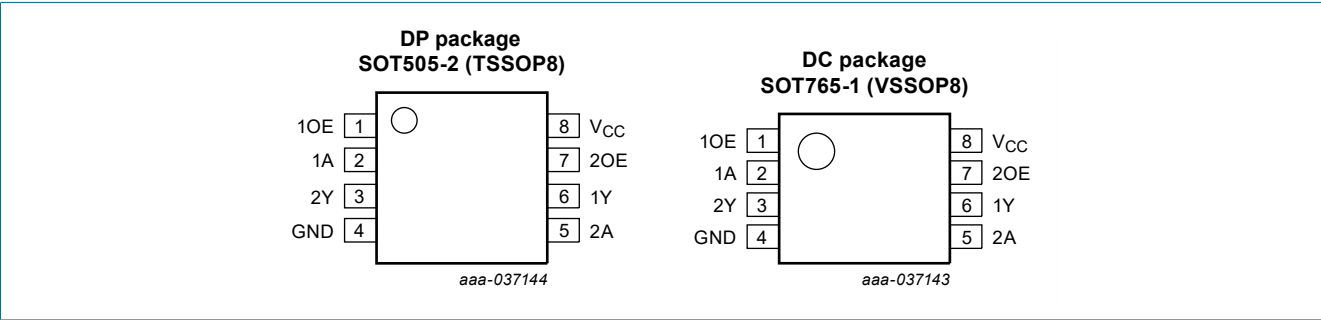 DP package
SOT505-2 (TSSOP8)
1OE 1
8 VCC
1A 2
7 2OE
2Y 3
6 1Y
GND 4
5 2A
aaa-037144
DC package
SOT765-1 (VSSOP8)
1OE 1
8 VCC
1A 2
7 2OE
2Y 3
6 1Y
GND 4
5 2A
aaa-037143